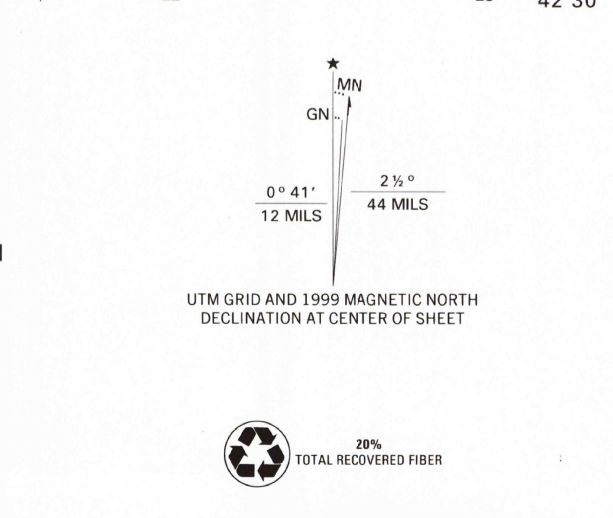 42 30
★
MN
GN
0° 41'
12 MILS
2 ½ °
44 MILS
UTM GRID AND 1999 MAGNETIC NORTH
DECLINATION AT CENTER OF SHEET
20%
TOTAL RECOVERED FIBER